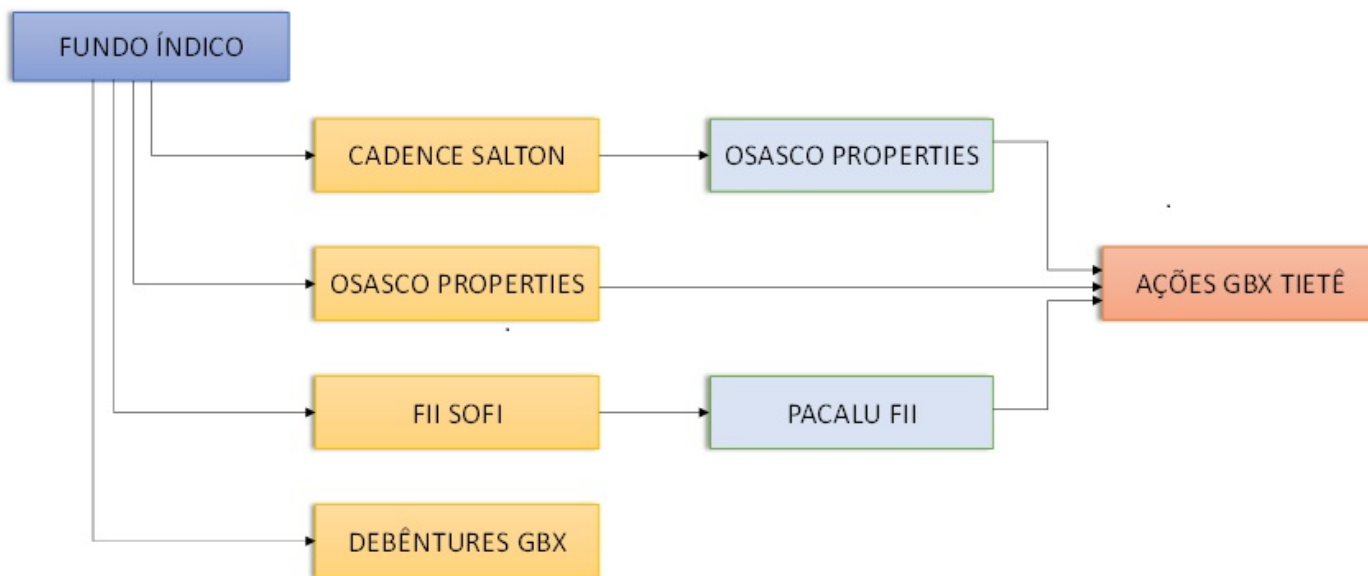 FUNDO ÍNDICO
CADENCE SALTON
OSASCO PROPERTIES
OSASCO PROPERTIES
AÇÕES GBX TIETÊ
FII SOFI
PACALU FII
DEBÊNTURES GBX